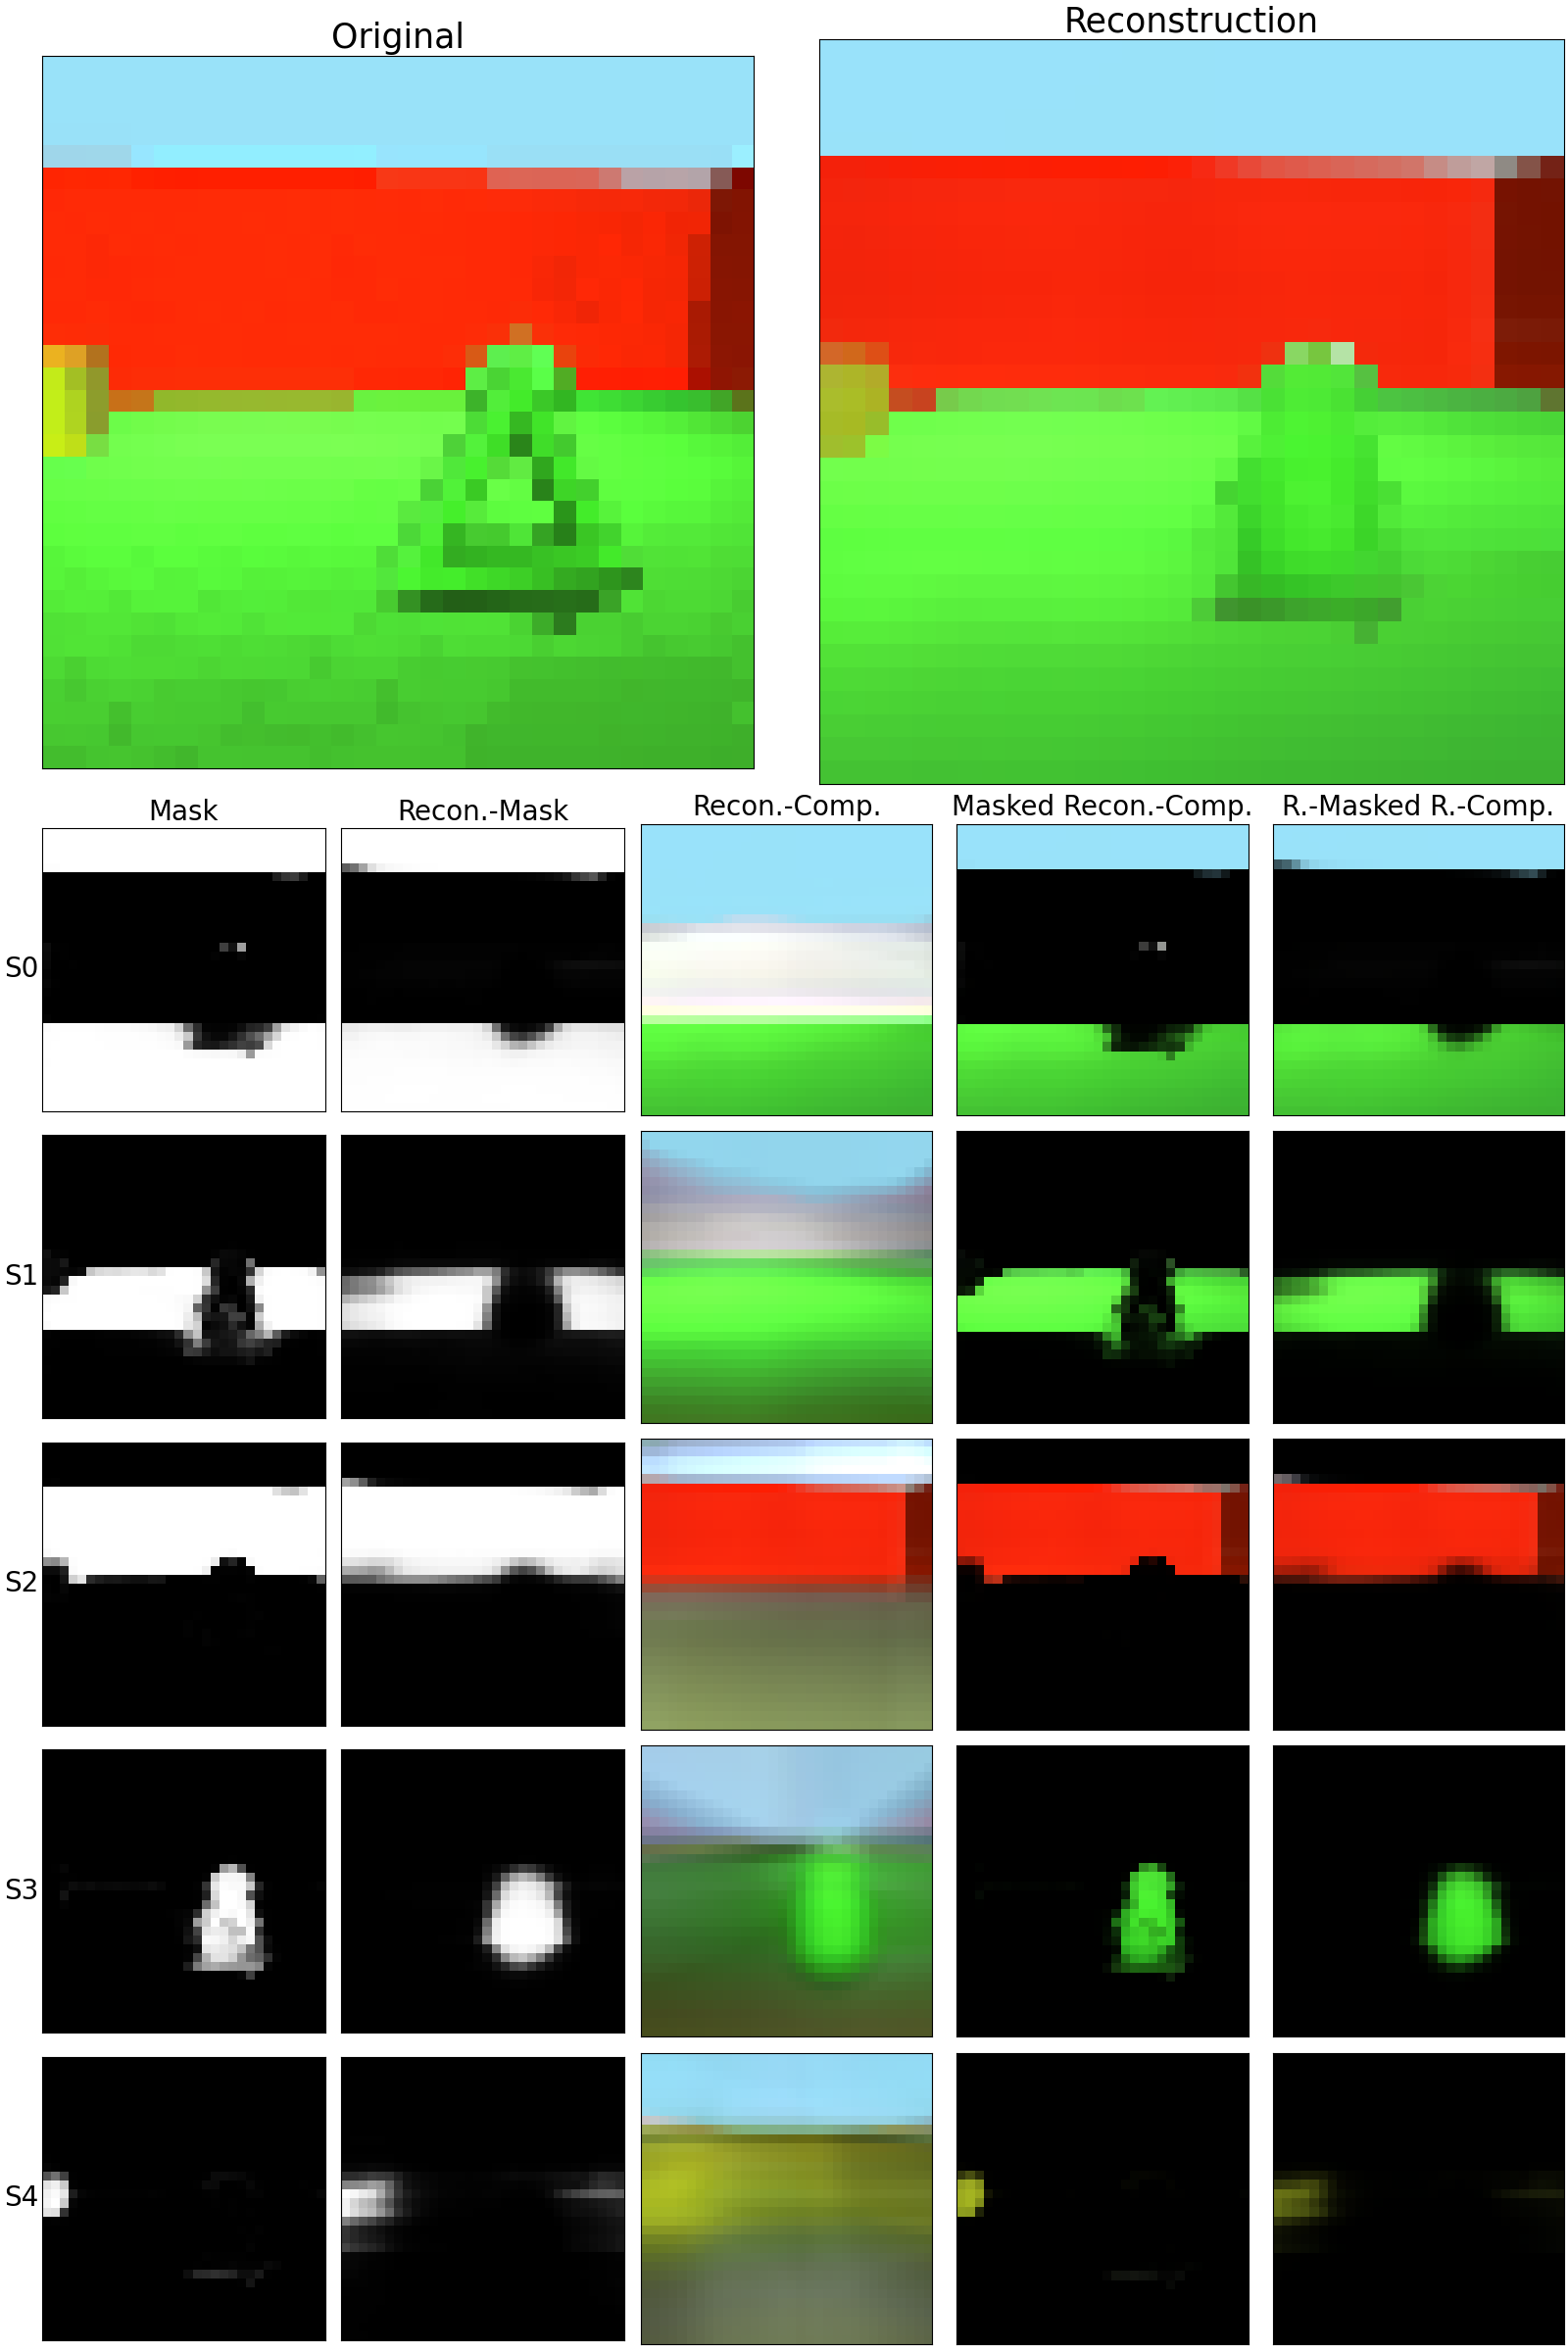 Original
Reconstruction
Mask
Recon.-Mask
Recon.-Comp.
Masked Recon.-Comp.
R.-Masked R.-Comp.
S0
S1
S2
S3
S4